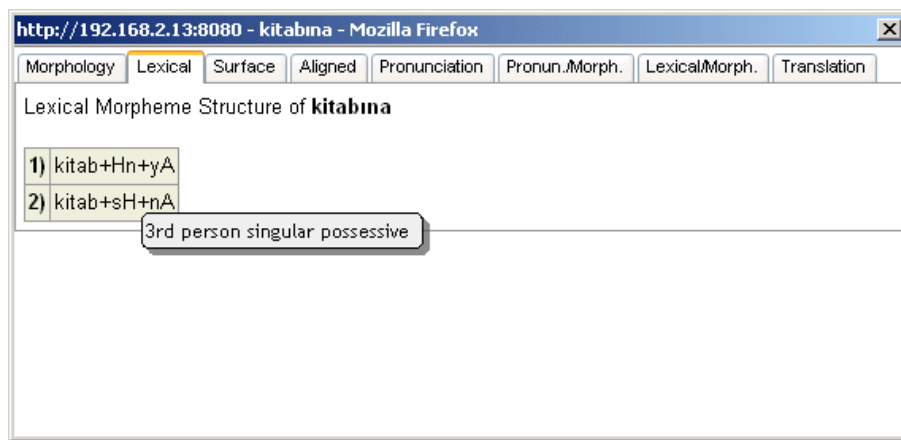 http://192.168.2.13:8080 - kitabına - Mozilla Firefox
Morphology Lexical Surface Aligned Pronunciation Pronun./Morph. Lexical/Morph. Translation
Lexical Morpheme Structure of kitabına
1) kitab+Hn+yA
2) kitab+sH+nA
3rd person singular possessive